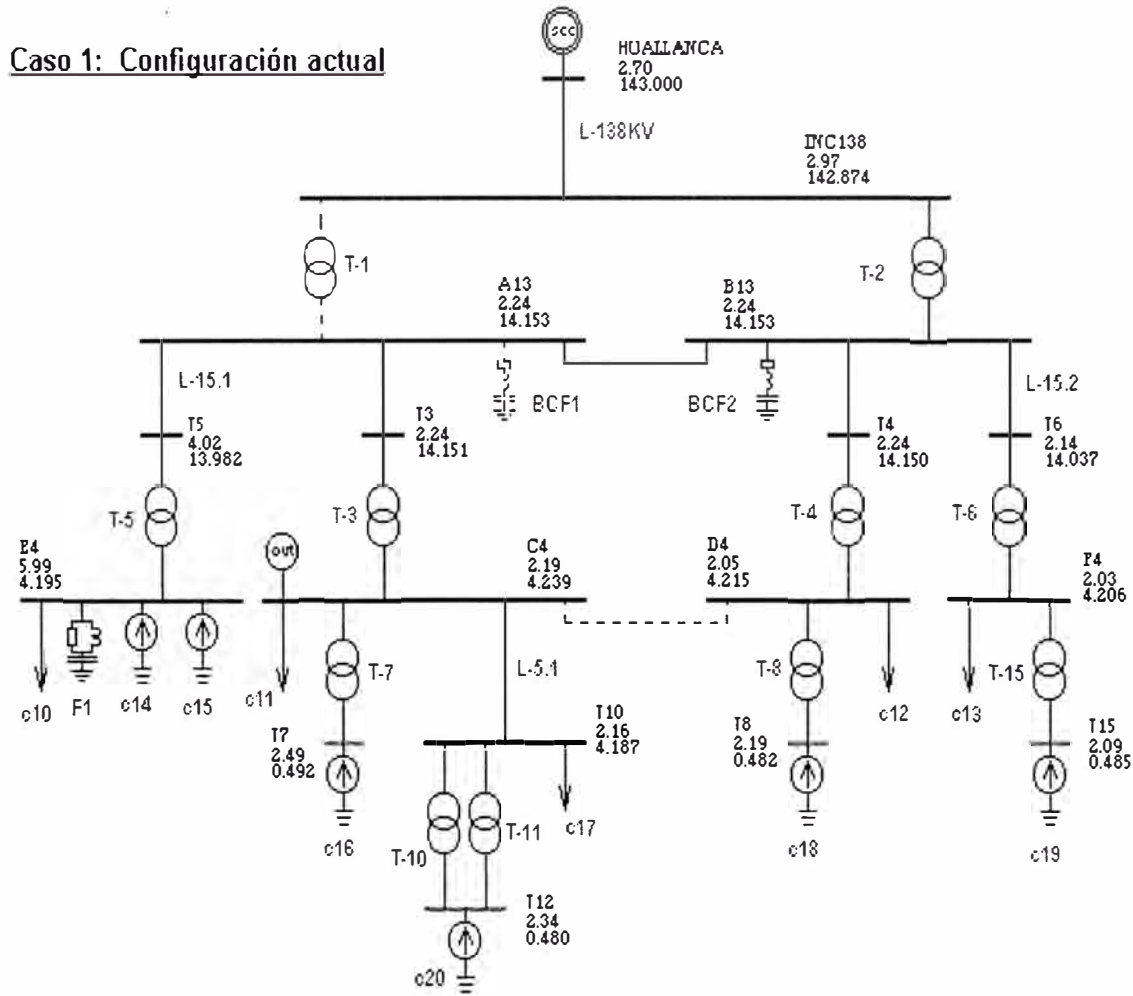 Caso 1: Configuración actual
scc
HUALLANCA
2.70
143.000
L-138KV
INC138
2.97
142.874
T-1
T-2
A13
2.24
14.153
B13
2.24
14.153
L-15.1
BCF1
BCF2
L-15.2
T5
4.02
13.982
T3
2.24
14.151
T4
2.24
14.150
T6
2.14
14.037
T-5
T-3
T-4
T-6
E4
5.99
4.195
out
C4
2.19
4.239
D4
2.05
4.215
F4
2.03
4.206
c10
F1
c14
c15
c11
T-7
L-5.1
T-8
c12
c13
T-15
T7
2.49
0.492
T10
2.16
4.187
T8
2.19
0.482
T15
2.09
0.485
c16
T-10
T-11
c17
c18
c19
T12
2.34
0.480
c20